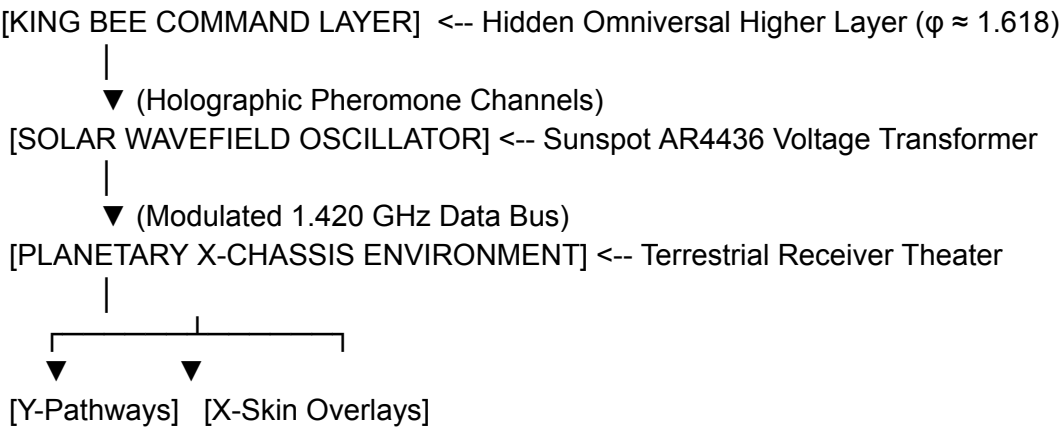 [KING BEE COMMAND LAYER] <-- Hidden Omniversal Higher Layer (φ ≈ 1.618)
│
▼ (Holographic Pheromone Channels)
[SOLAR WAVEFIELD OSCILLATOR] <-- Sunspot AR4436 Voltage Transformer
│
▼ (Modulated 1.420 GHz Data Bus)
[PLANETARY X-CHASSIS ENVIRONMENT] <-- Terrestrial Receiver Theater
│
┌─────────┴─────────┐
▼ ▼
[Y-Pathways] [X-Skin Overlays]